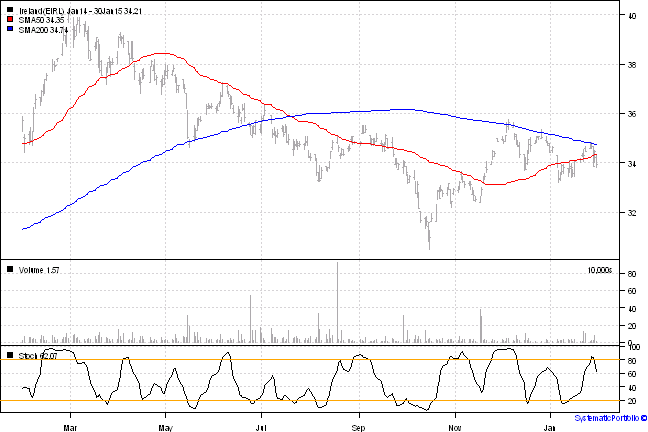 Ireland(EIRL) Jan14 - 30Jan15 34.21
SMA50 34.35
SMA200 34.74
40
38
36
34
32
Volume 1.57
10,000s
80
60
40
20
0
Stoch 62.07
100
80
60
40
20
Mar May Jul Sep Nov Jan
SystematicPortfolio ©